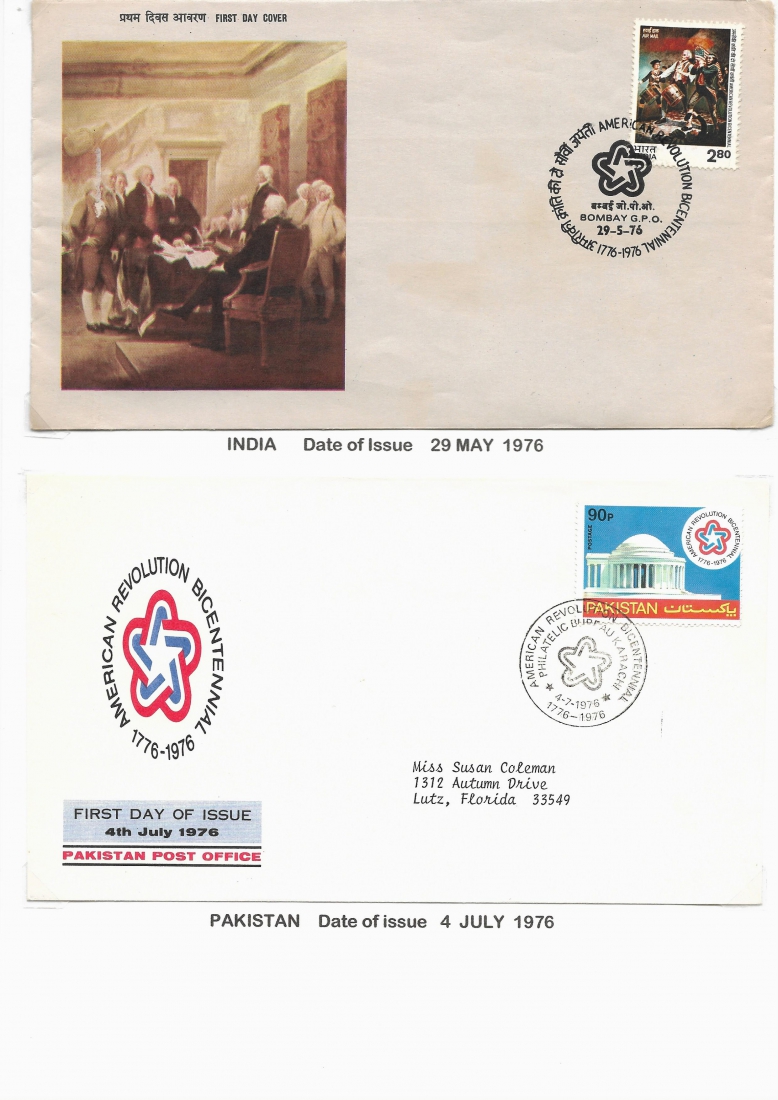 प्रथम दिवस आवरण FIRST DAY COVER
भारत
INDIA
2 80
अमरीकी क्रांति की दो सौवीं जयंती AMERICAN REVOLUTION BICENTENNIAL 1776-1976
बम्बई जी.पी.ओ.
BOMBAY G.P.O.
29-5-76
INDIA Date of Issue 29 MAY 1976
90P
POSTAGE
AMERICAN REVOLUTION BICENTENNIAL 1776-1976
PAKISTAN پاکستان
AMERICAN REVOLUTION BICENTENNIAL
1776-1976
PHILATELIC BUREAU KARACHI
4-7-1976
AMERICAN REVOLUTION BICENTENNIAL 1776-1976
Miss Susan Coleman
1312 Autumn Drive
Lutz, Florida 33549
FIRST DAY OF ISSUE
4th July 1976
PAKISTAN POST OFFICE
PAKISTAN Date of issue 4 JULY 1976